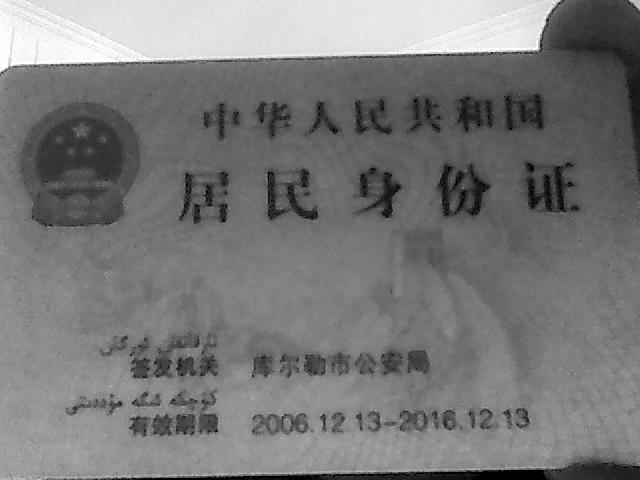 中华人民共和国
居民身份证
签发机关 库尔勒市公安局
有效期限 2006.12.13-2016.12.13